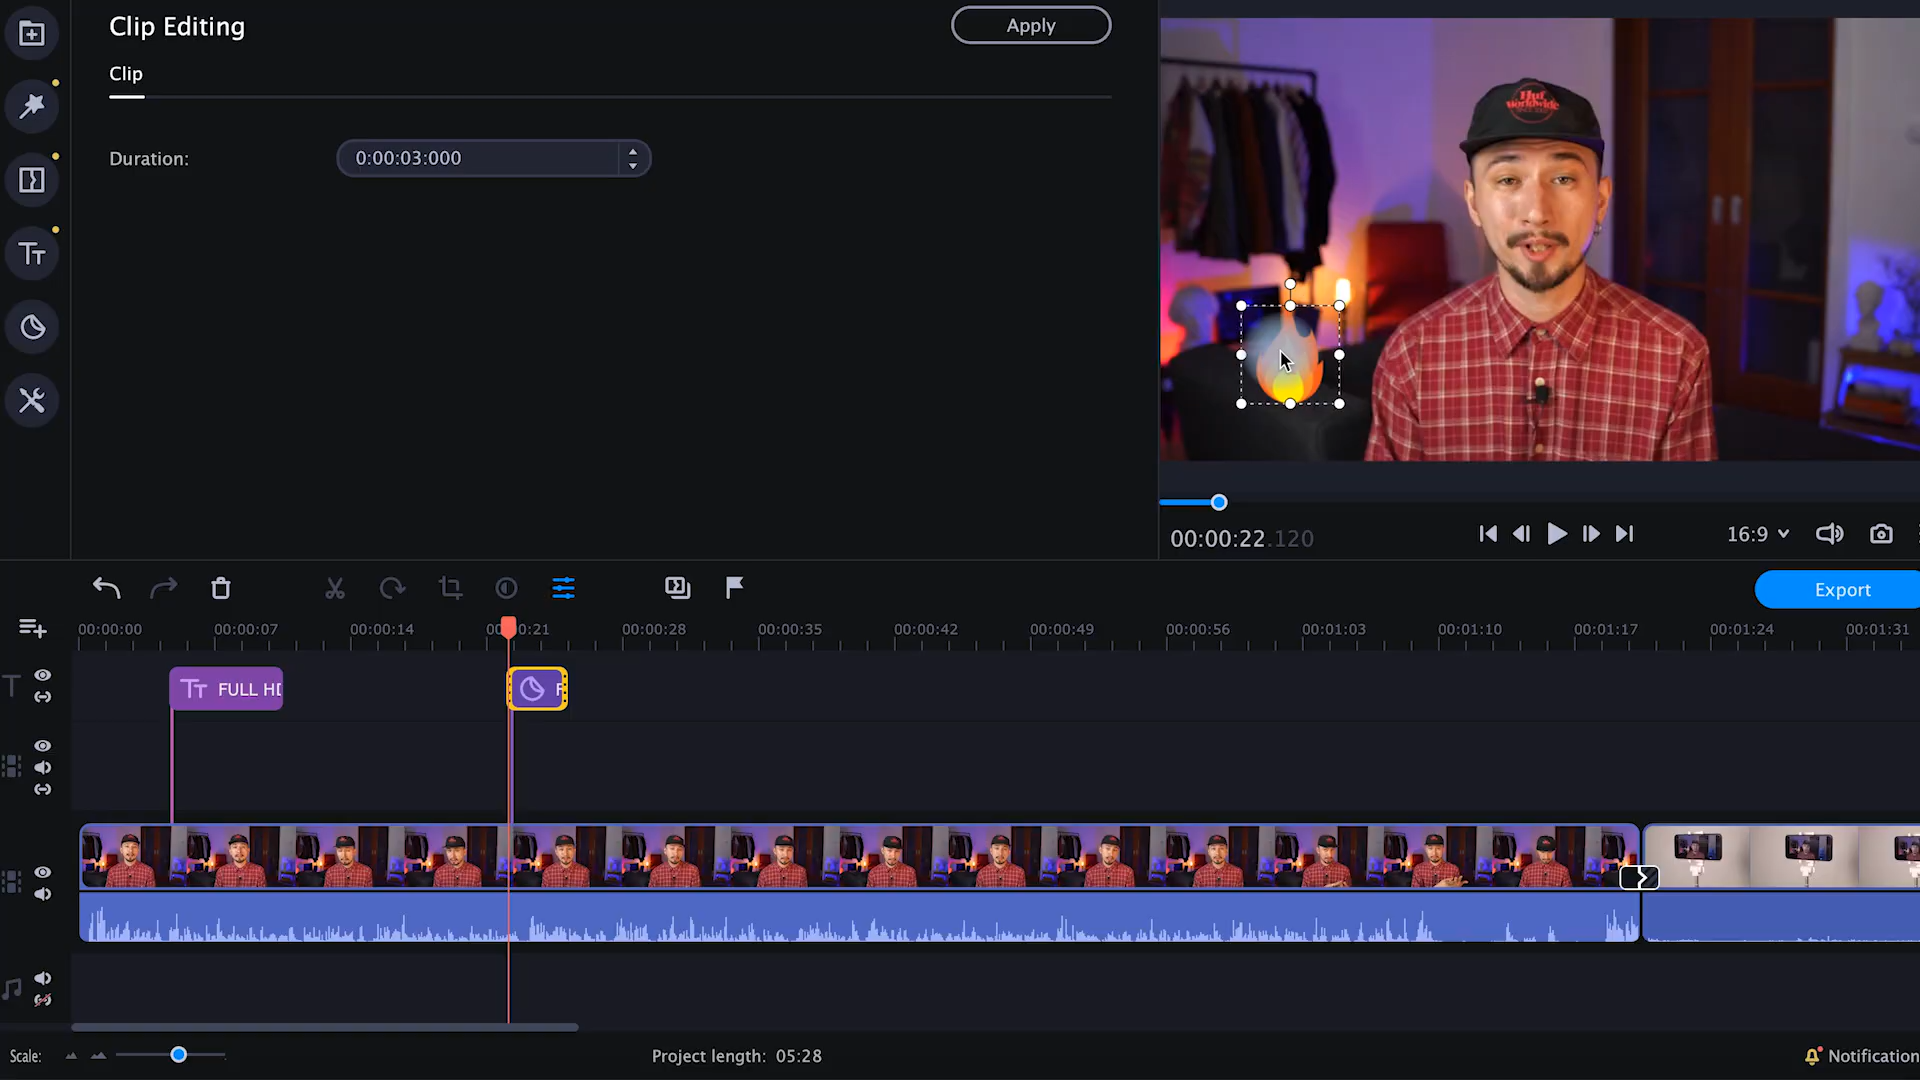 Clip Editing
Apply
Clip
Duration:
0:00:03:000
Huf
Worldwide
00:00:22.120
16:9
Export
00:00:00
00:00:07
00:00:14
00:00:21
00:00:28
00:00:35
00:00:42
00:00:49
00:00:56
00:01:03
00:01:10
00:01:17
00:01:24
00:01:31
T
Tт FULL HD
F
Scale:
Project length: 05:28
Notification